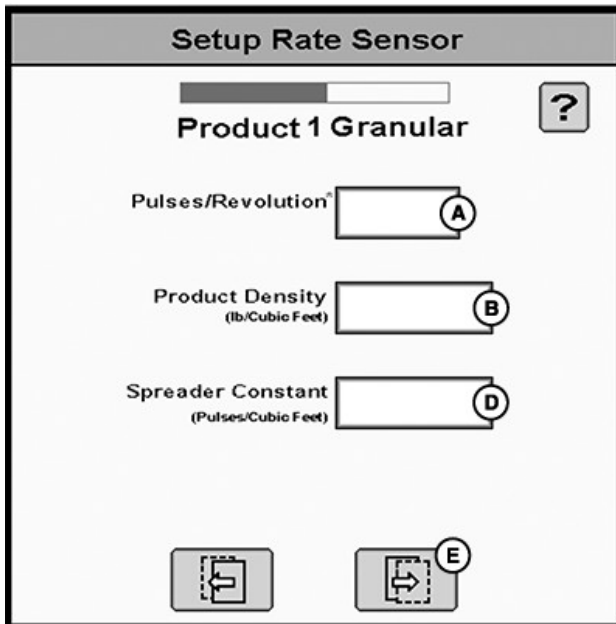 Setup Rate Sensor
?
Product 1 Granular
Pulses/Revolution*
A
Product Density
(lb/Cubic Feet)
B
Spreader Constant
(Pulses/Cubic Feet)
D
E